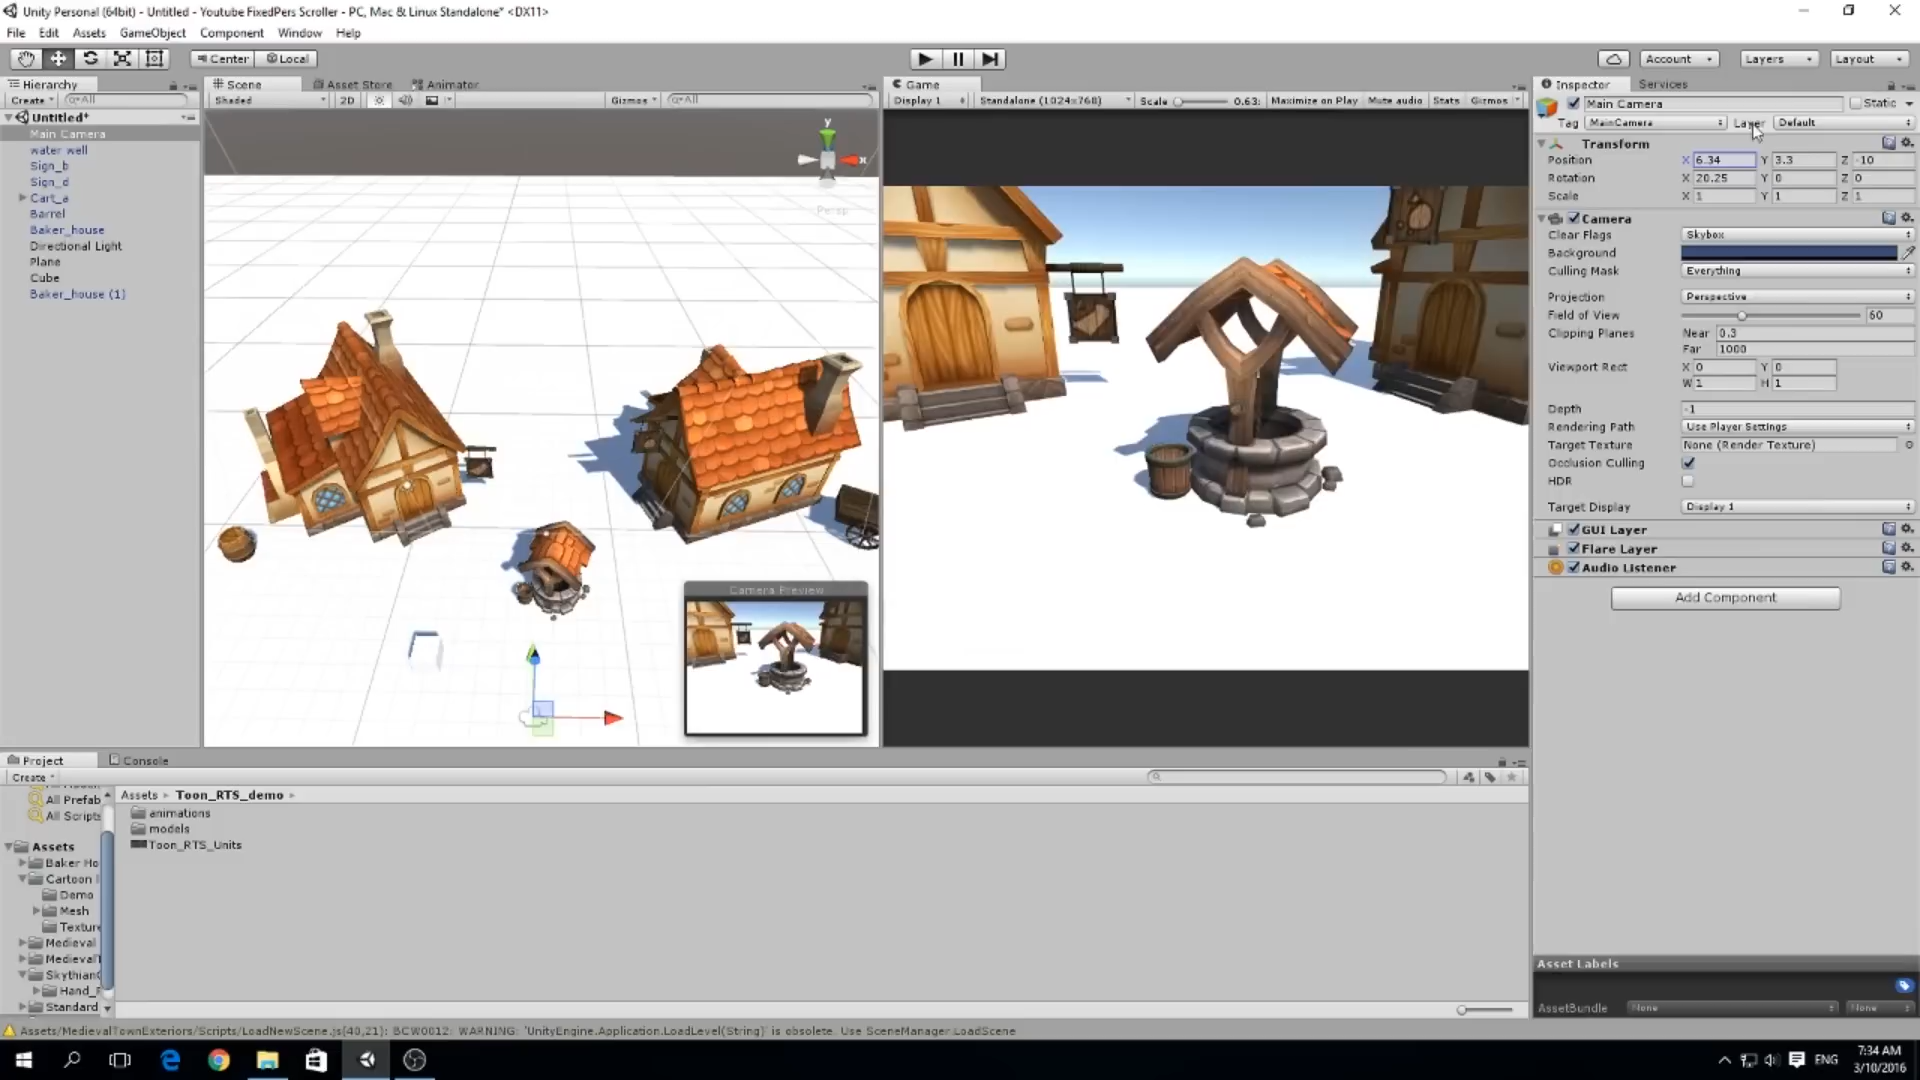 Unity Personal (64bit) - Untitled - Youtube FixedPers Scroller - PC, Mac & Linux Standalone* <DX11>
File Edit Assets GameObject Component Window Help
Center Local
Account Layers Layout
Hierarchy
Create All
Untitled*
Main Camera
water well
Sign_b
Sign_d
Cart_a
Barrel
Baker_house
Directional Light
Plane
Cube
Baker_house (1)
Scene Asset Store Animator
Shaded 2D Gizmos All
y
x
Persp
Camera Preview
Game
Display 1 Standalone (1024x768) Scale 0.63: Maximize on Play Mute audio Stats Gizmos
Inspector Services
Main Camera Static
Tag MainCamera Layer Default
Transform
Position X 6.34 Y 3.3 Z -10
Rotation X 20.25 Y 0 Z 0
Scale X 1 Y 1 Z 1
Camera
Clear Flags Skybox
Background
Culling Mask Everything
Projection Perspective
Field of View 60
Clipping Planes Near 0.3
Far 1000
Viewport Rect X 0 Y 0
W 1 H 1
Depth -1
Rendering Path Use Player Settings
Target Texture None (Render Texture)
Occlusion Culling
HDR
Target Display Display 1
GUI Layer
Flare Layer
Audio Listener
Add Component
Asset Labels
AssetBundle None None
Project Console
Create
All Prefab
All Scripts
Assets
Baker Ho
Cartoon
Demo
Mesh
Texture
Medieval
Medieval
Skythian
Hand_
Standard
Assets Toon_RTS_demo
animations
models
Toon_RTS_Units
Assets/MedievalTownExteriors/Scripts/LoadNewScene.js(40,21): BCW0012: WARNING: 'UnityEngine.Application.LoadLevel(String)' is obsolete. Use SceneManager.LoadScene
ENG
7:34 AM
3/10/2016